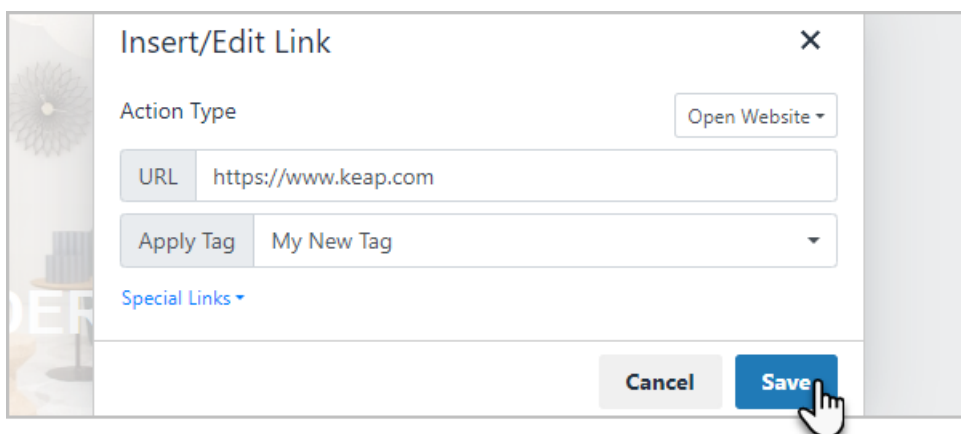 Insert/Edit Link
Action Type
Open Website
URL https://www.keap.com
Apply Tag My New Tag
Special Links
DER
Cancel Save